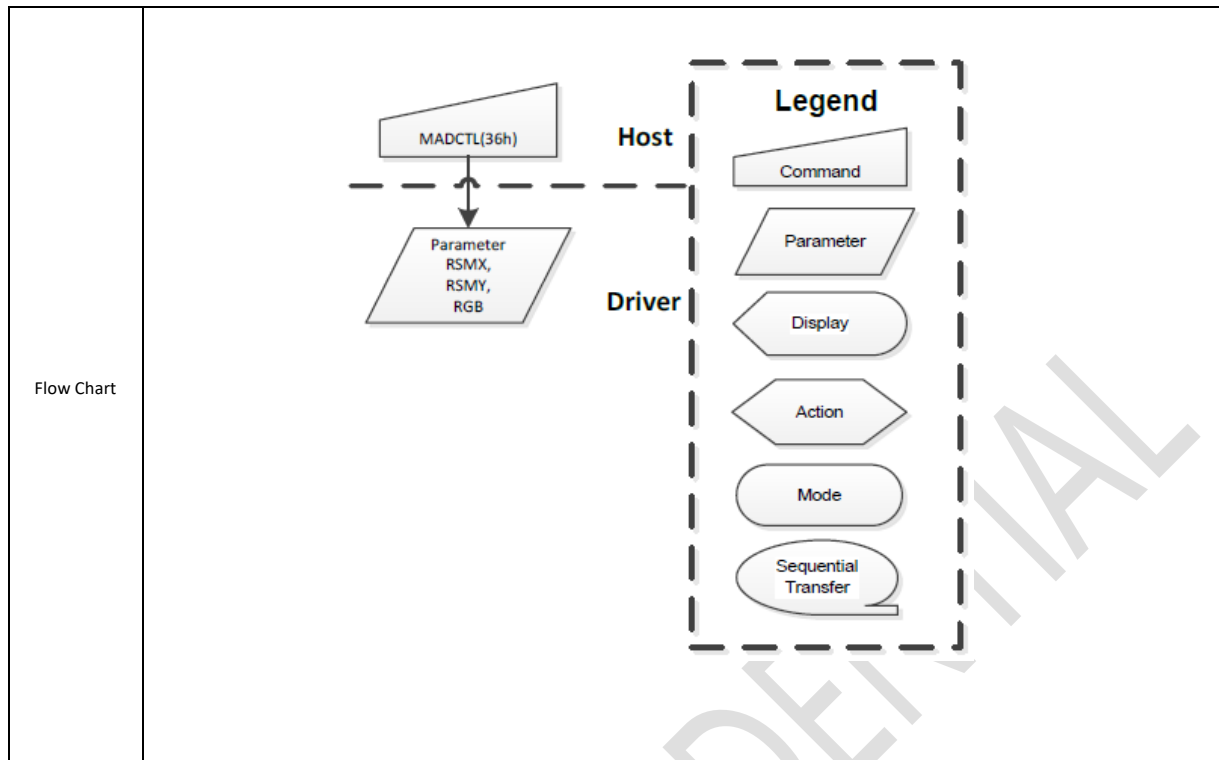 Flow Chart
MADCTL(36h)
Host
Parameter
RSMX,
RSMY,
RGB
Driver
Legend
Command
Parameter
Display
Action
Mode
Sequential
Transfer